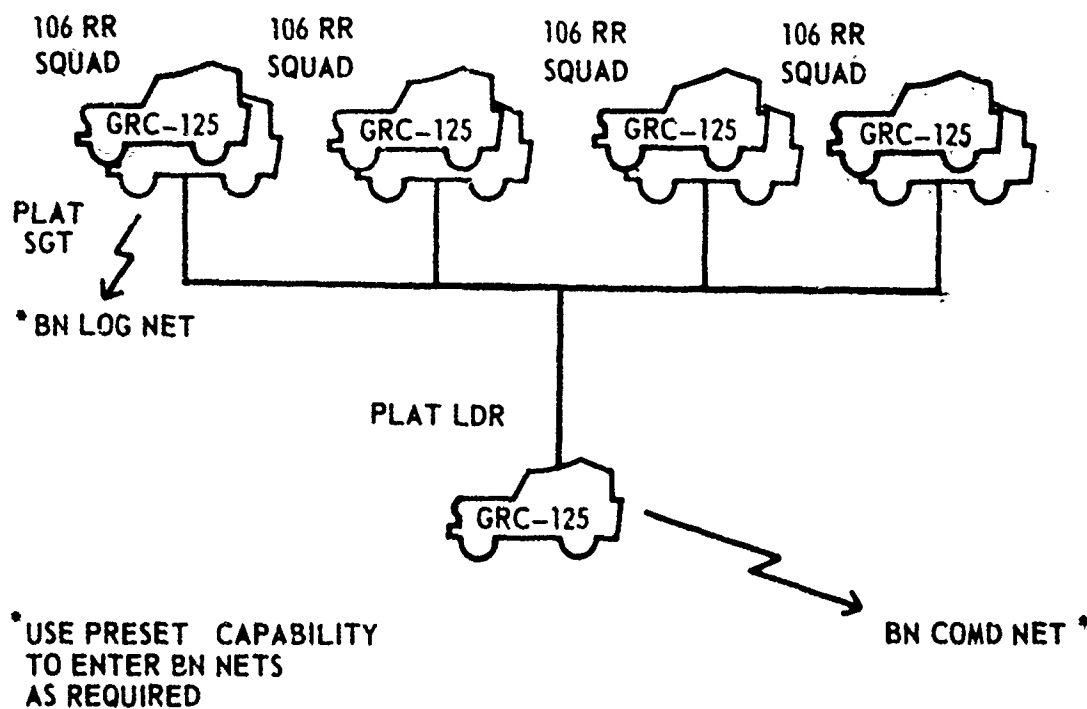 106 RR
SQUAD
106 RR
SQUAD
106 RR
SQUAD
106 RR
SQUAD
GRC-125
GRC-125
GRC-125
GRC-125
PLAT
SGT
*BN LOG NET
PLAT LDR
GRC-125
BN COMD NET *
*USE PRESET CAPABILITY
TO ENTER BN NETS
AS REQUIRED